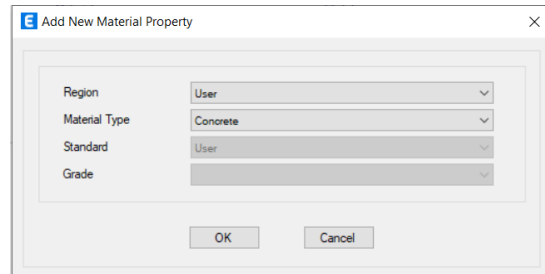 E Add New Material Property
Region User
Material Type Concrete
Standard User
Grade
OK Cancel